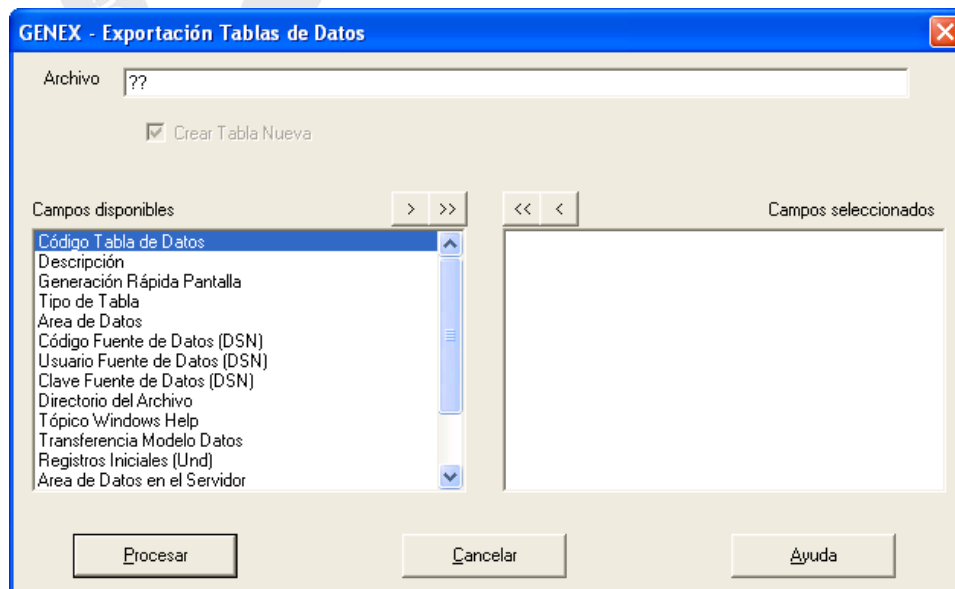 GENEX - Exportación Tablas de Datos
Archivo ??
Crear Tabla Nueva
Campos disponibles > >> << < Campos seleccionados
Código Tabla de Datos
Descripción
Generación Rápida Pantalla
Tipo de Tabla
Area de Datos
Código Fuente de Datos (DSN)
Usuario Fuente de Datos (DSN)
Clave Fuente de Datos (DSN)
Directorio del Archivo
Tópico Windows Help
Transferencia Modelo Datos
Registros Iniciales (Und)
Area de Datos en el Servidor
Procesar Cancelar Ayuda